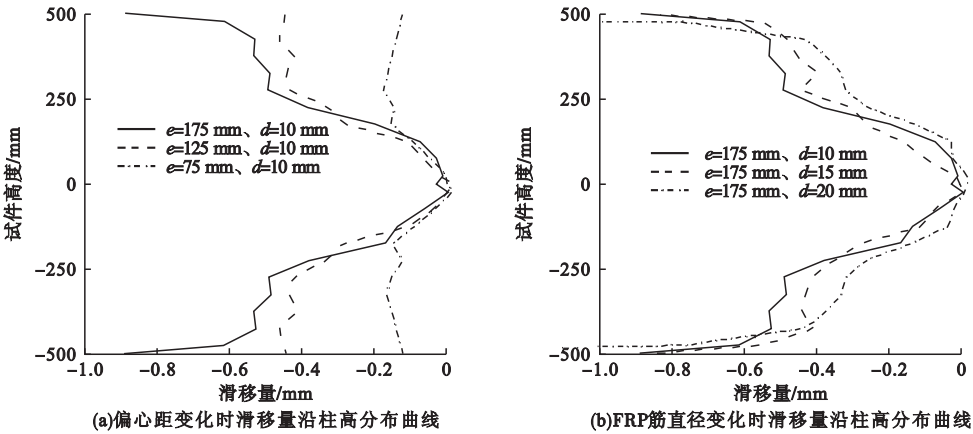 500
250
0
−250
−500
试件高度/mm
e=175 mm、d=10 mm
e=125 mm、d=10 mm
e=75 mm、d=10 mm
−1.0 −0.8 −0.6 −0.4 −0.2 0
滑移量/mm
(a)偏心距变化时滑移量沿柱高分布曲线
500
250
0
−250
−500
试件高度/mm
e=175 mm、d=10 mm
e=175 mm、d=15 mm
e=175 mm、d=20 mm
−1.0 −0.8 −0.6 −0.4 −0.2 0
滑移量/mm
(b)FRP筋直径变化时滑移量沿柱高分布曲线